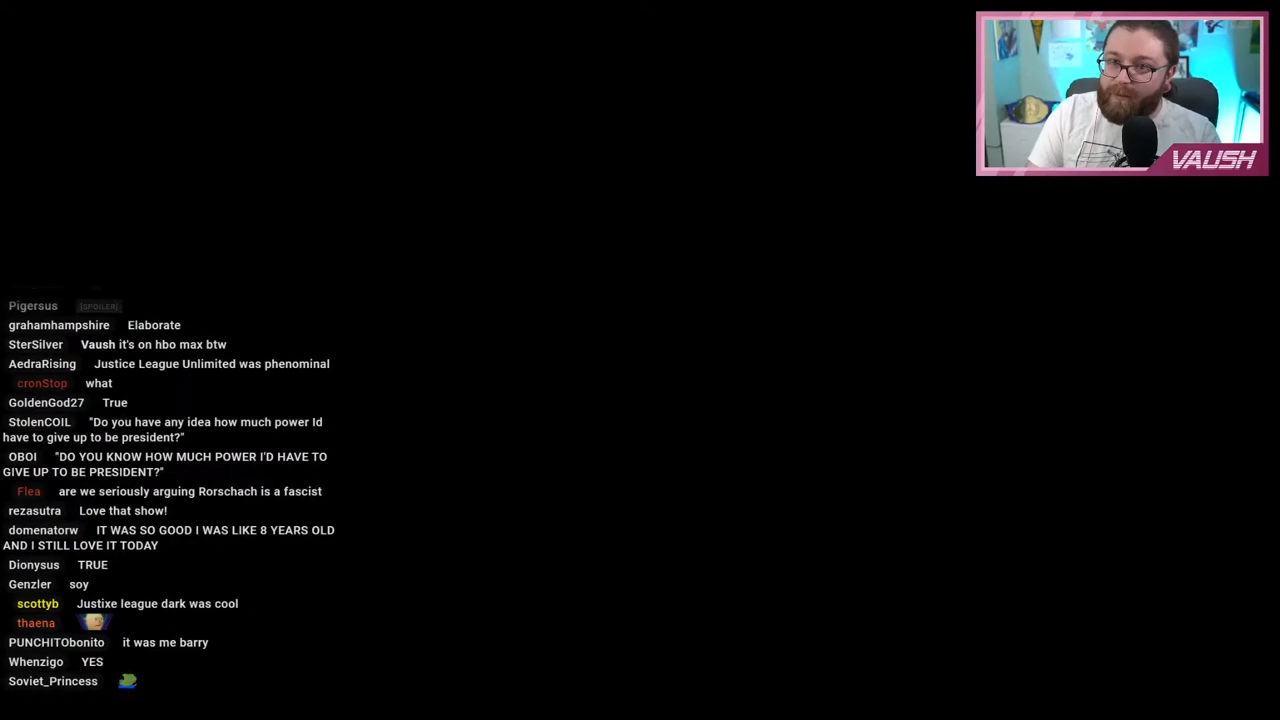 VAUSH
Pigersus [SPOILER]
grahamhampshire Elaborate
SterSilver Vaush it's on hbo max btw
AedraRising Justice League Unlimited was phenominal
cronStop what
GoldenGod27 True
StolenCOIL "Do you have any idea how much power Id
have to give up to be president?"
OBOI "DO YOU KNOW HOW MUCH POWER I'D HAVE TO
GIVE UP TO BE PRESIDENT?"
Flea are we seriously arguing Rorschach is a fascist
rezasutra Love that show!
domenatorw IT WAS SO GOOD I WAS LIKE 8 YEARS OLD
AND I STILL LOVE IT TODAY
Dionysus TRUE
Genzler soy
scottyb Justixe league dark was cool
thaena
PUNCHITObonito it was me barry
Whenzigo YES
Soviet_Princess